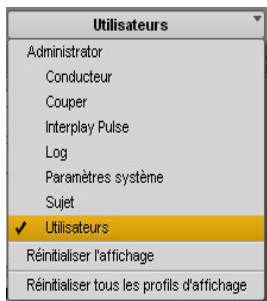 Utilisateurs
Administrator
Conducteur
Couper
Interplay Pulse
Log
Paramètres système
Sujet
Utilisateurs
Réinitialiser l'affichage
Réinitialiser tous les profils d'affichage